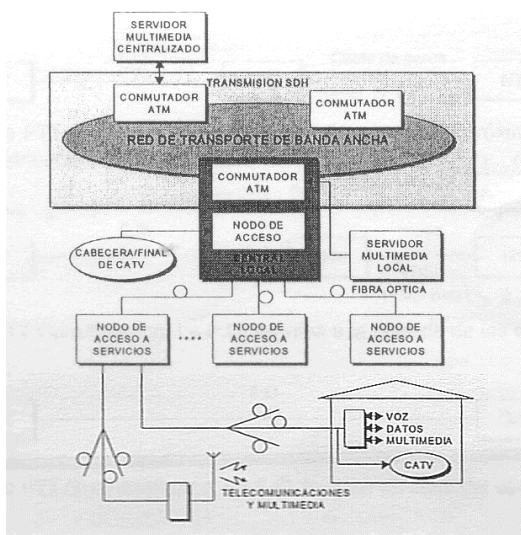 SERVIDOR
MULTIMEDIA
CENTRALIZADO
TRANSMISION SDH
CONMUTADOR
ATM
CONMUTADOR
ATM
RED DE TRANSPORTE DE BANDA ANCHA
CONMUTADOR
ATM
NODO DE
ACCESO
CENTRAL
LOCAL
CABECERA/FINAL
DE CATV
SERVIDOR
MULTIMEDIA
LOCAL
FIBRA OPTICA
NODO DE
ACCESO A
SERVICIOS
....
NODO DE
ACCESO A
SERVICIOS
NODO DE
ACCESO A
SERVICIOS
VOZ
DATOS
MULTIMEDIA
CATV
TELECOMUNICACIONES
Y MULTIMEDIA